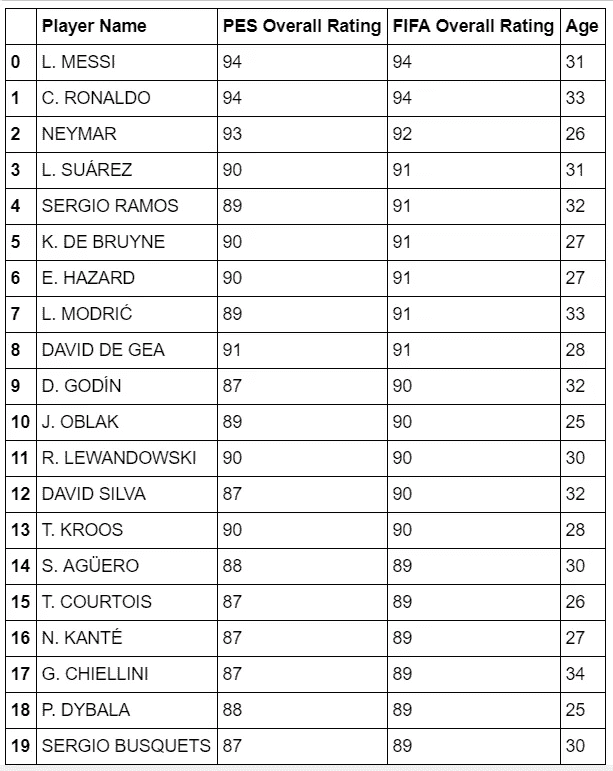 Player Name PES Overall Rating FIFA Overall Rating Age
0 L. MESSI 94 94 31
1 C. RONALDO 94 94 33
2 NEYMAR 93 92 26
3 L. SUÁREZ 90 91 31
4 SERGIO RAMOS 89 91 32
5 K. DE BRUYNE 90 91 27
6 E. HAZARD 90 91 27
7 L. MODRIĆ 89 91 33
8 DAVID DE GEA 91 91 28
9 D. GODÍN 87 90 32
10 J. OBLAK 89 90 25
11 R. LEWANDOWSKI 90 90 30
12 DAVID SILVA 87 90 32
13 T. KROOS 90 90 28
14 S. AGÜERO 88 89 30
15 T. COURTOIS 87 89 26
16 N. KANTÉ 87 89 27
17 G. CHIELLINI 87 89 34
18 P. DYBALA 88 89 25
19 SERGIO BUSQUETS 87 89 30